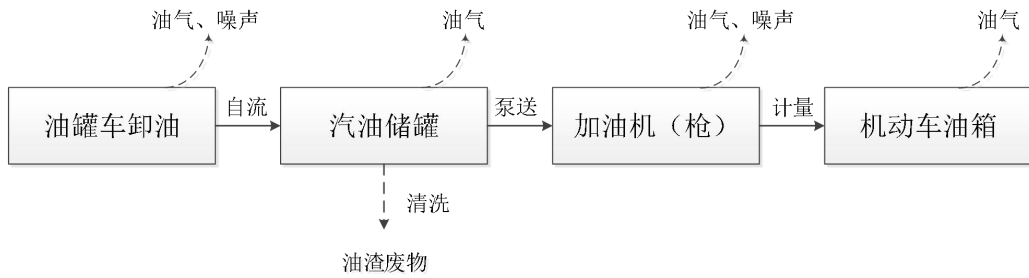 油气、噪声
油气
油气、噪声
油气
油罐车卸油
自流
汽油储罐
泵送
加油机（枪）
计量
机动车油箱
清洗
油渣废物